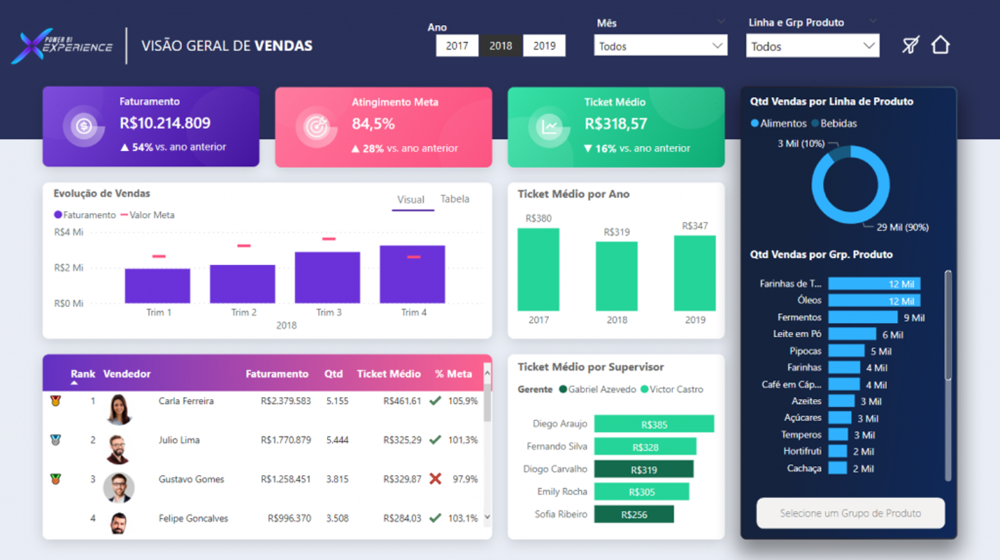 POWER BI
EXPERIENCE
VISÃO GERAL DE VENDAS
Ano
2017 2018 2019
Mês
Todos
Linha e Grp Produto
Todos
Faturamento
R$10.214.809
▲ 54% vs. ano anterior
Atingimento Meta
84,5%
▲ 28% vs. ano anterior
Ticket Médio
R$318,57
▼ 16% vs. ano anterior
Evolução de Vendas
Visual Tabela
Faturamento Valor Meta
R$4 Mi
R$2 Mi
R$0 Mi
Trim 1 Trim 2 Trim 3 Trim 4
2018
Ticket Médio por Ano
R$380 R$319 R$347
2017 2018 2019
Rank Vendedor Faturamento Qtd Ticket Médio % Meta
1 Carla Ferreira R$2.379.583 5.155 R$461,61 105,9%
2 Julio Lima R$1.770.879 5.444 R$325,29 101,3%
3 Gustavo Gomes R$1.258.451 3.815 R$329,87 97,9%
4 Felipe Goncalves R$996.370 3.508 R$284,03 103,1%
Ticket Médio por Supervisor
Gerente Gabriel Azevedo Victor Castro
Diego Araujo R$385
Fernando Silva R$328
Diogo Carvalho R$319
Emily Rocha R$305
Sofia Ribeiro R$256
Qtd Vendas por Linha de Produto
Alimentos Bebidas
3 Mil (10%)
29 Mil (90%)
Qtd Vendas por Grp. Produto
Farinhas de T... 12 Mil
Óleos 12 Mil
Fermentos 9 Mil
Leite em Pó 6 Mil
Pipocas 5 Mil
Farinhas 4 Mil
Café em Cáp... 4 Mil
Azeites 3 Mil
Açúcares 3 Mil
Temperos 3 Mil
Hortifruti 2 Mil
Cachaça 2 Mil
Selecione um Grupo de Produto